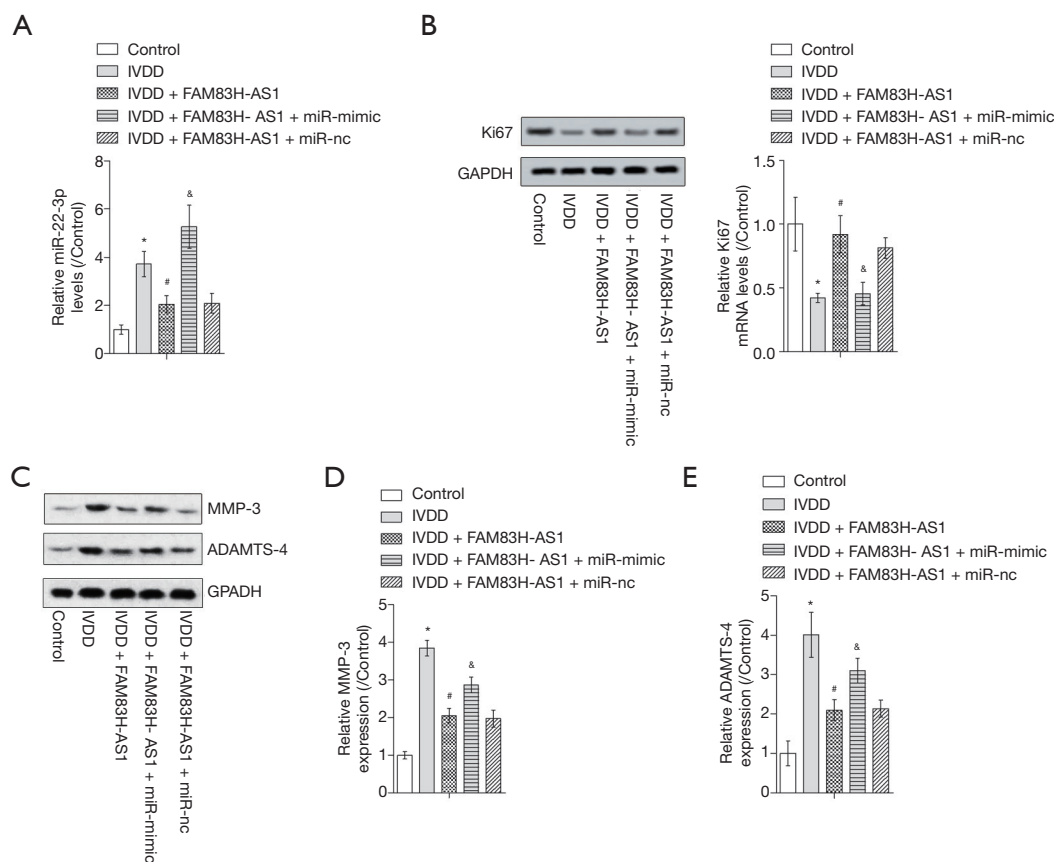 A
Control
IVDD
IVDD + FAM83H-AS1
IVDD + FAM83H- AS1 + miR-mimic
IVDD + FAM83H-AS1 + miR-nc
Relative miR-22-3p
levels (/Control)
8
6
4
2
0
*
#
&
B
Ki67
GAPDH
Control
IVDD
IVDD + FAM83H-AS1
IVDD + FAM83H- AS1 + miR-mimic
IVDD + FAM83H-AS1 + miR-nc
Control
IVDD
IVDD + FAM83H-AS1
IVDD + FAM83H- AS1 + miR-mimic
IVDD + FAM83H-AS1 + miR-nc
Relative Ki67
mRNA levels (/Control)
1.5
1.0
0.5
0.0
*
#
&
C
MMP-3
ADAMTS-4
GPADH
Control
IVDD
IVDD + FAM83H-AS1
IVDD + FAM83H- AS1 + miR-mimic
IVDD + FAM83H-AS1 + miR-nc
D
Control
IVDD
IVDD + FAM83H-AS1
IVDD + FAM83H- AS1 + miR-mimic
IVDD + FAM83H-AS1 + miR-nc
Relative MMP-3
expression (/Control)
5
4
3
2
1
0
*
#
&
E
Control
IVDD
IVDD + FAM83H-AS1
IVDD + FAM83H- AS1 + miR-mimic
IVDD + FAM83H-AS1 + miR-nc
Relative ADAMTS-4
expression (/Control)
5
4
3
2
1
0
*
#
&